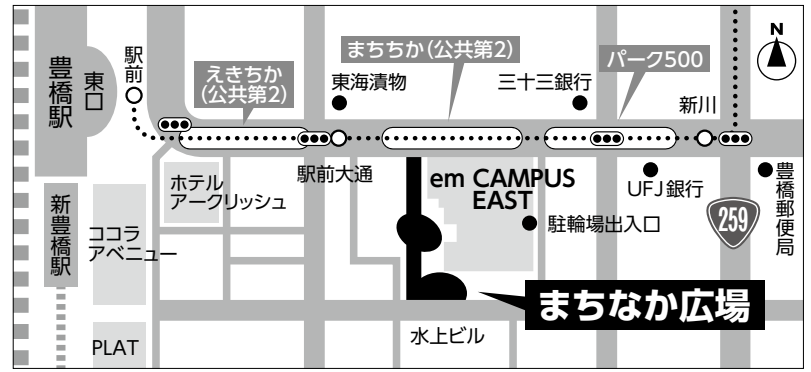 豊橋駅
東口
駅前
えきちか
(公共第2)
まちちか(公共第2)
パーク500
N
東海漬物
三十三銀行
新川
駅前大通
ホテル
アークリッシュ
em CAMPUS
EAST
UFJ銀行
豊橋郵便局
259
新豊橋駅
ココラ
アベニュー
駐輪場出入口
まちなか広場
水上ビル
PLAT